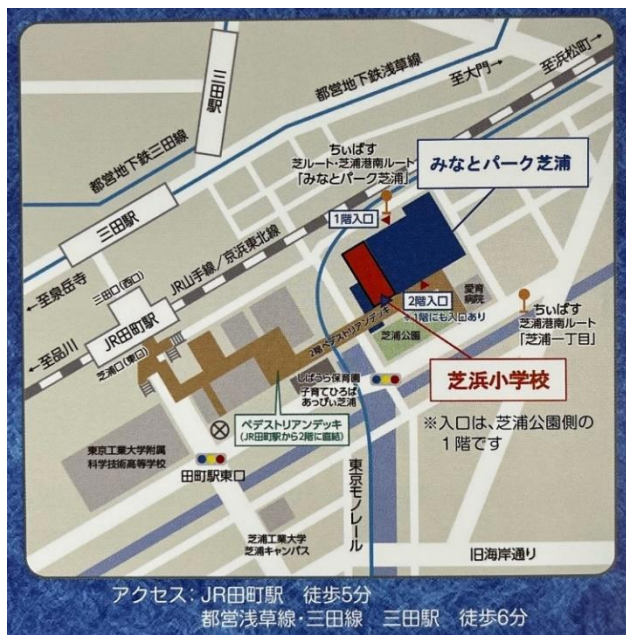 至浜松町→
三田駅
都営地下鉄浅草線
至大門→
都営地下鉄三田線
ちぃばす
芝ルート・芝浦港南ルート
「みなとパーク芝浦」
みなとパーク芝浦
1階入口
三田駅
←至泉岳寺
三田口(西口)
JR山手線/京浜東北線
2階入口
※1階にも入口あり
愛育
病院
ちぃばす
芝浦港南ルート
「芝浦一丁目」
JR田町駅
←至品川
芝浦口(東口)
2階ペデストリアンデッキ
芝浦公園
しばうら保育園
子育てひろば
あっぴぃ芝浦
芝浜小学校
※入口は、芝浦公園側の
1階です
ペデストリアンデッキ
(JR田町駅から2階に直結)
東京工業大学附属
科学技術高等学校
田町駅東口
東京モノレール
芝浦工業大学
芝浦キャンパス
旧海岸通り
アクセス：JR田町駅 徒歩5分
都営浅草線・三田線 三田駅 徒歩6分